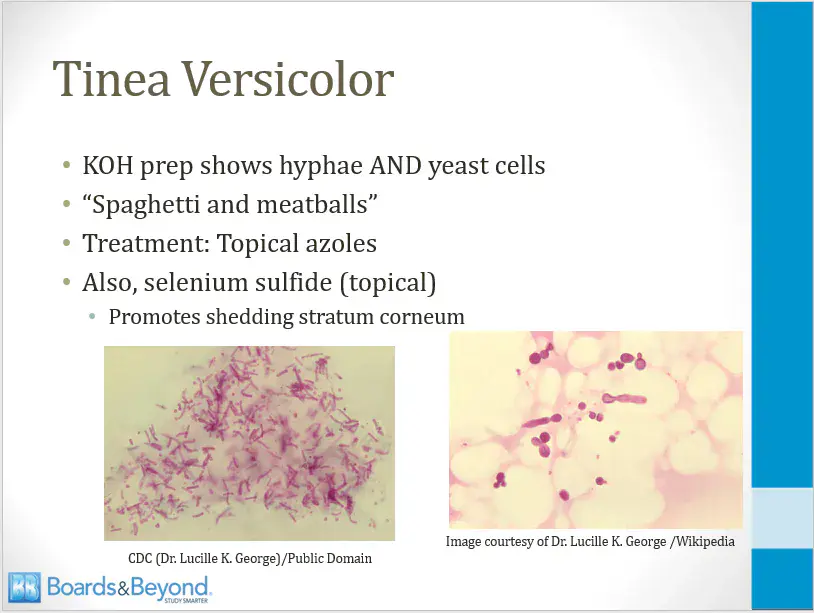 Tinea Versicolor
• KOH prep shows hyphae AND yeast cells
• “Spaghetti and meatballs”
• Treatment: Topical azoles
• Also, selenium sulfide (topical)
• Promotes shedding stratum corneum
CDC (Dr. Lucille K. George)/Public Domain
Image courtesy of Dr. Lucille K. George /Wikipedia
BB Boards&Beyond.
STUDY SMARTER